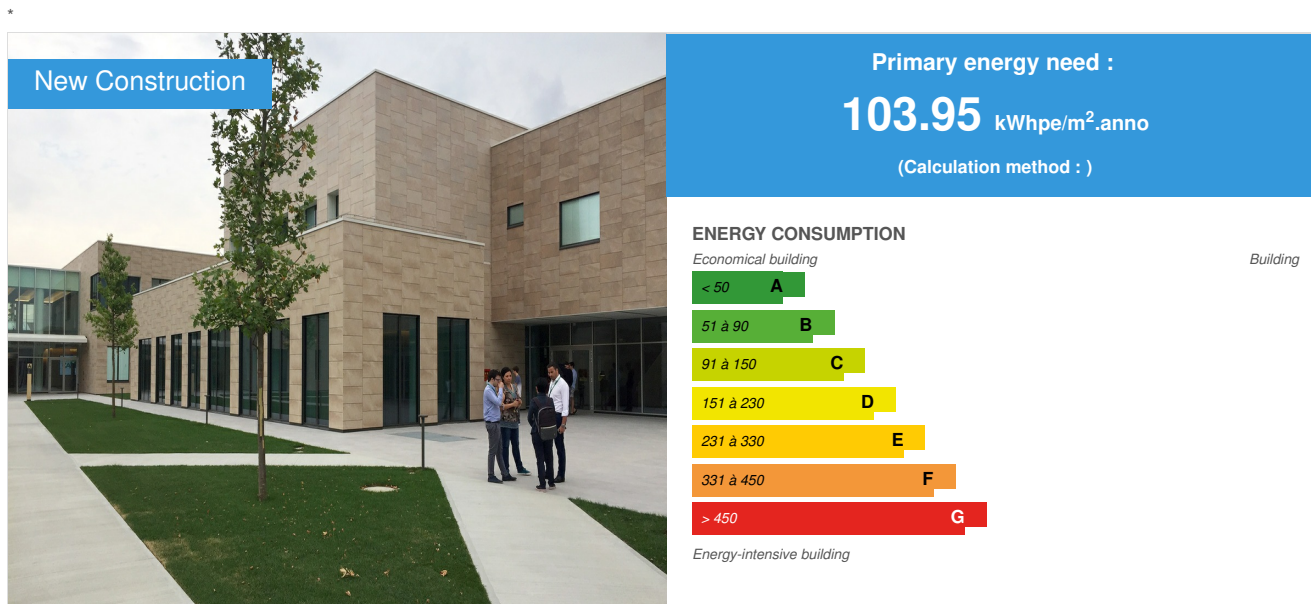 *
New Construction
Primary energy need :
103.95 kWhpe/m².anno
(Calculation method : )
ENERGY CONSUMPTION
Economical building Building
< 50 A
51 à 90 B
91 à 150 C
151 à 230 D
231 à 330 E
331 à 450 F
> 450 G
Energy-intensive building